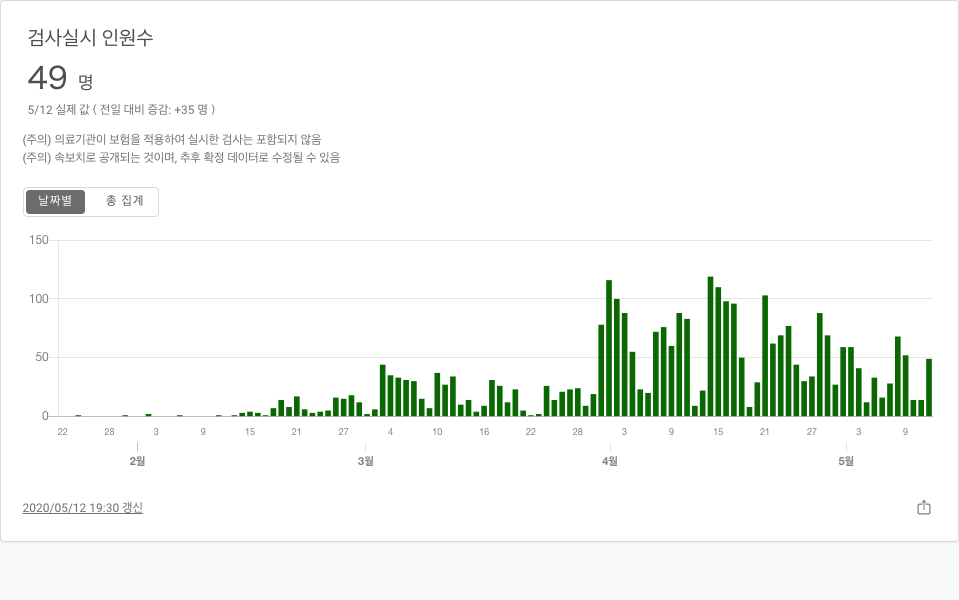 검사실시 인원수
49 명
5/12 실제 값 ( 전일 대비 증감: +35 명 )
(주의) 의료기관이 보험을 적용하여 실시한 검사는 포함되지 않음
(주의) 속보치로 공개되는 것이며, 추후 확정 데이터로 수정될 수 있음
날짜별 총 집계
150
100
50
0
22 28 3 9 15 21 27 4 10 16 22 28 3 9 15 21 27 3 9
2월 3월 4월 5월
2020/05/12 19:30 갱신